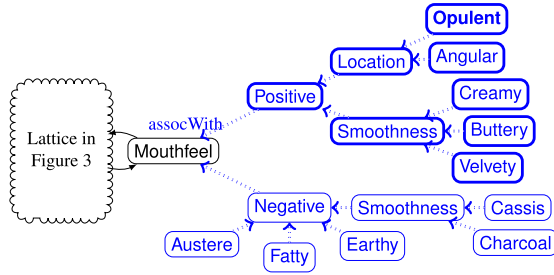 Opulent
Location
Angular
Positive
Creamy
Lattice in
Figure 3
assocWith
Mouthfeel
Smoothness
Buttery
Velvety
Negative
Smoothness
Cassis
Austere
Fatty
Earthy
Charcoal